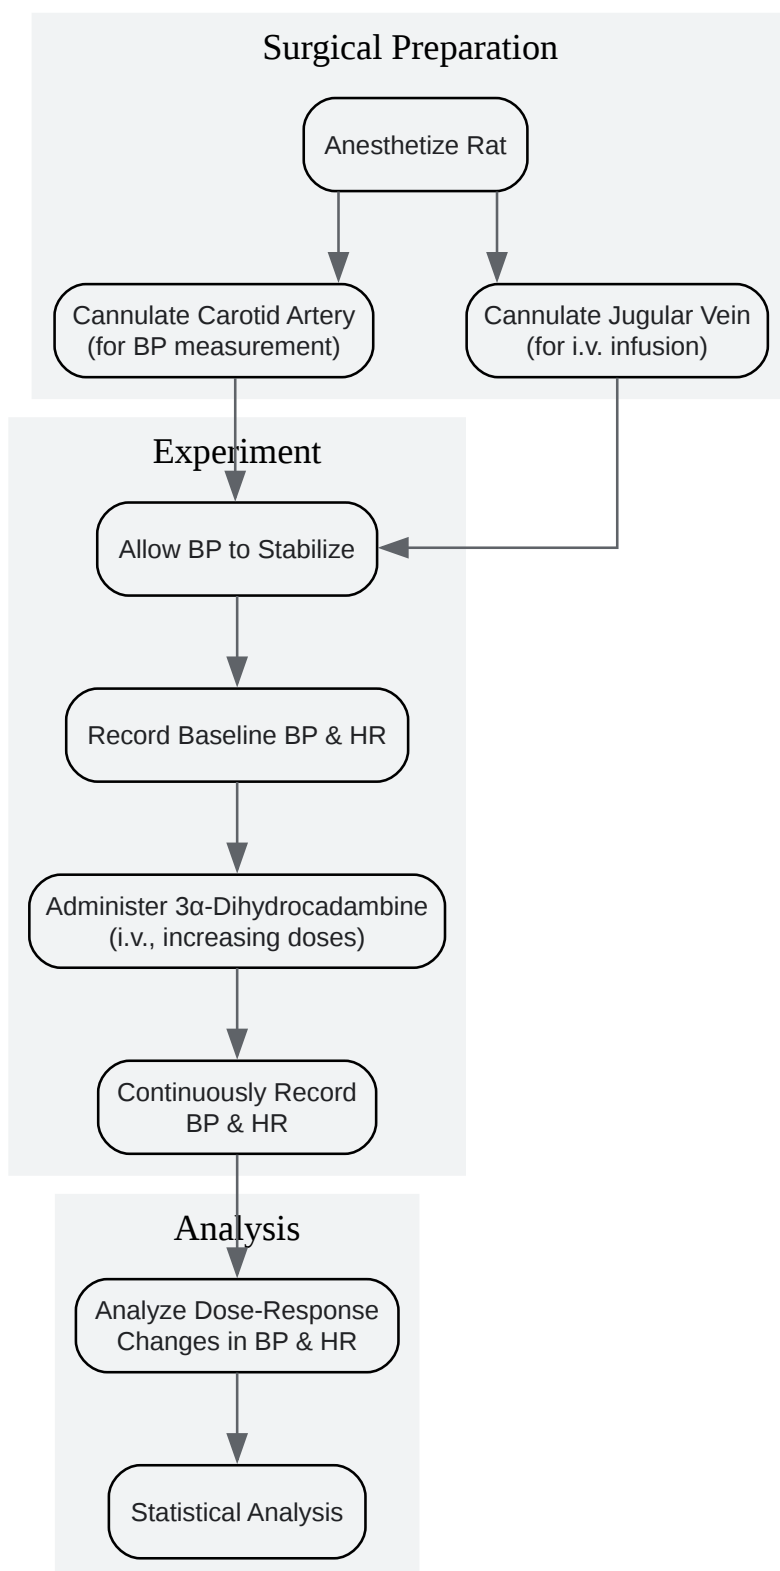 Surgical Preparation
Anesthetize Rat
Cannulate Carotid Artery
(for BP measurement)
Cannulate Jugular Vein
(for i.v. infusion)
Experiment
Allow BP to Stabilize
Record Baseline BP & HR
Administer 3α-Dihydrocadambine
(i.v., increasing doses)
Continuously Record
BP & HR
Analysis
Analyze Dose-Response
Changes in BP & HR
Statistical Analysis